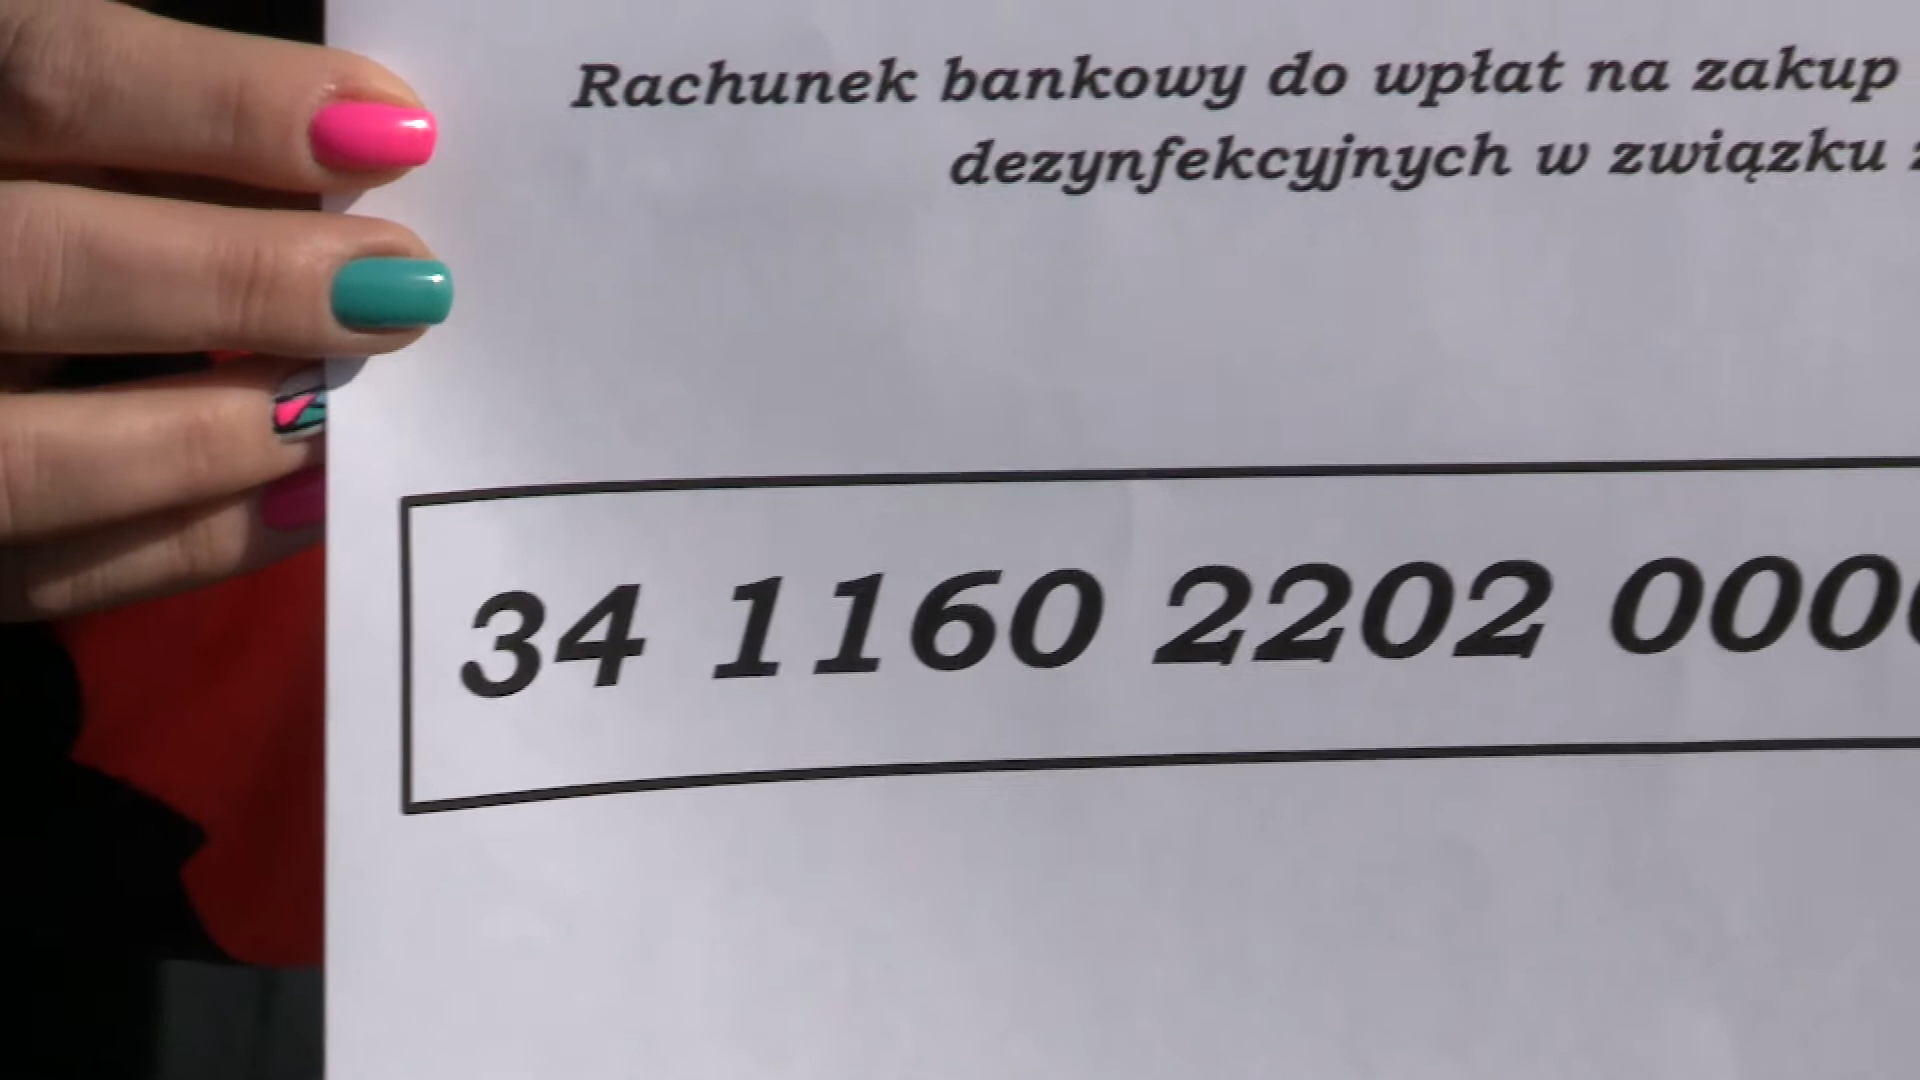 Rachunek bankowy do wpłat na zakup
dezynfekcyjnych w związku z
34 1160 2202 000